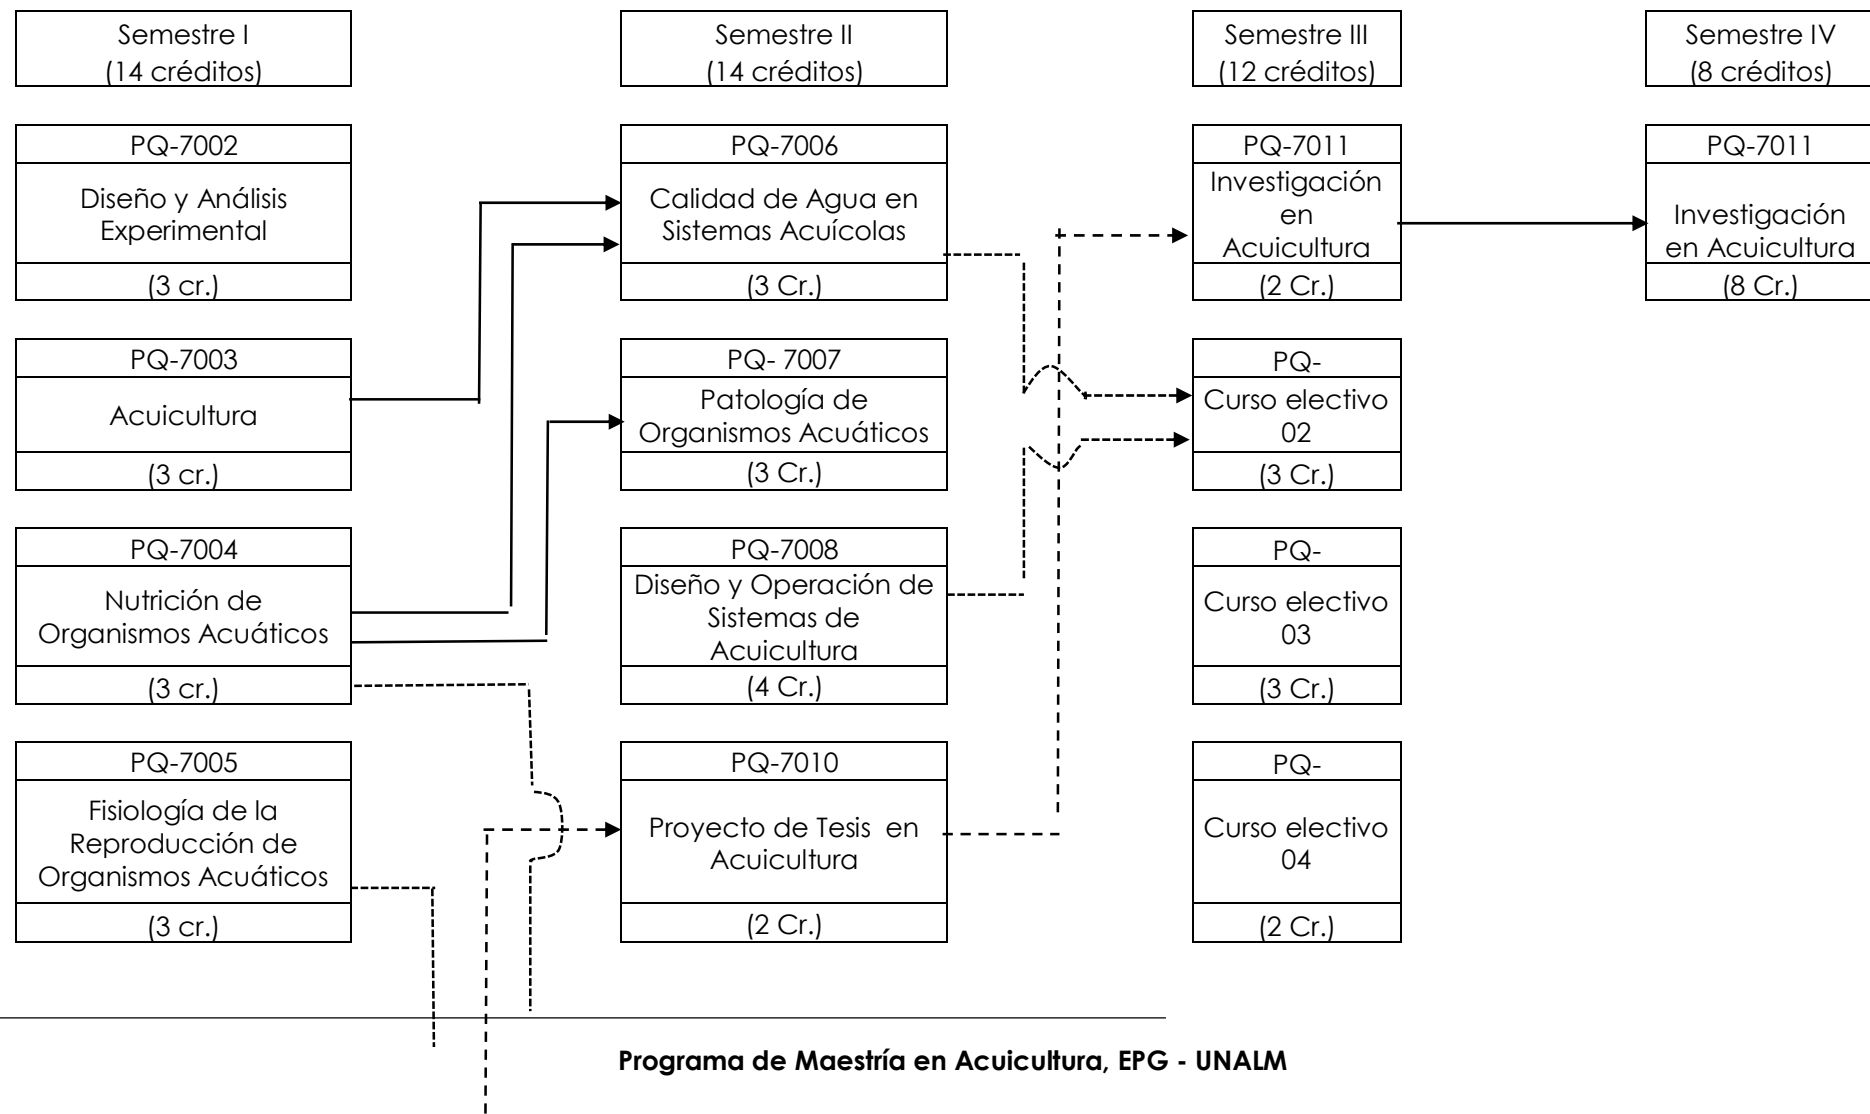 Semestre I
(14 créditos)
Semestre II
(14 créditos)
Semestre III
(12 créditos)
Semestre IV
(8 créditos)
PQ-7002
Diseño y Análisis
Experimental
(3 cr.)
PQ-7006
Calidad de Agua en
Sistemas Acuícolas
(3 Cr.)
PQ-7011
Investigación
en
Acuicultura
(2 Cr.)
PQ-7011
Investigación
en Acuicultura
(8 Cr.)
PQ-7003
Acuicultura
(3 cr.)
PQ- 7007
Patología de
Organismos Acuáticos
(3 Cr.)
PQ-
Curso electivo
02
(3 Cr.)
PQ-7004
Nutrición de
Organismos Acuáticos
(3 cr.)
PQ-7008
Diseño y Operación de
Sistemas de
Acuicultura
(4 Cr.)
PQ-
Curso electivo
03
(3 Cr.)
PQ-7005
Fisiología de la
Reproducción de
Organismos Acuáticos
(3 cr.)
PQ-7010
Proyecto de Tesis  en
Acuicultura
(2 Cr.)
PQ-
Curso electivo
04
(2 Cr.)
Programa de Maestría en Acuicultura, EPG - UNALM